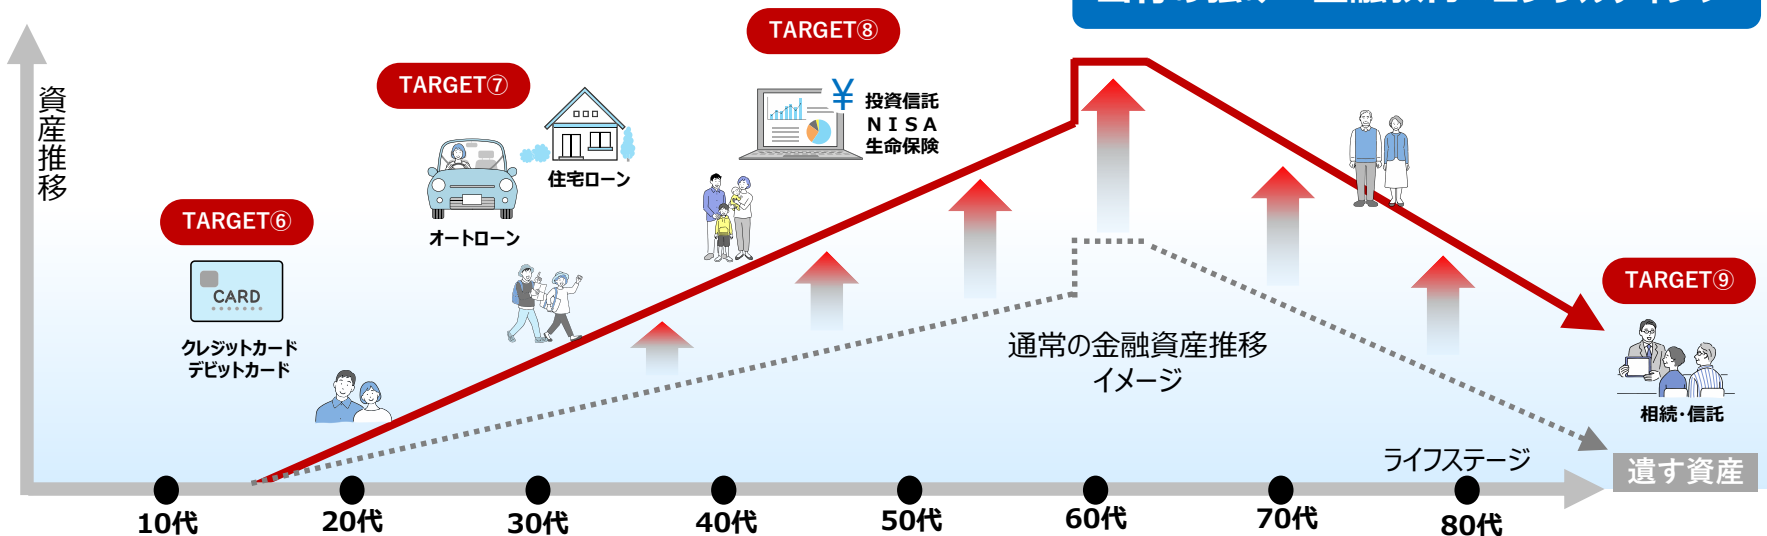 TARGET⑧
TARGET⑦
資産推移
¥
投資信託
ＮＩＳＡ
生命保険
住宅ローン
オートローン
TARGET⑥
CARD
クレジットカード
デビットカード
TARGET⑨
通常の金融資産推移
イメージ
相続・信託
ライフステージ
遺す資産
10代
20代
30代
40代
50代
60代
70代
80代